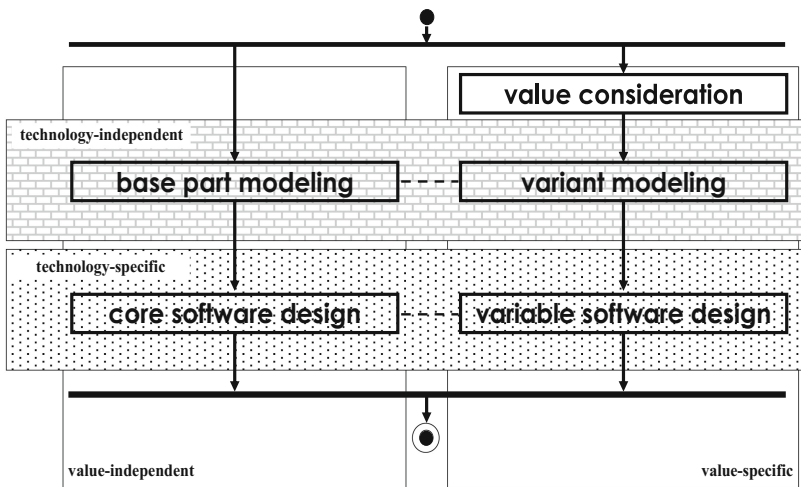 value consideration
technology-independent
base part modeling
variant modeling
technology-specific
core software design
variable software design
value-independent
value-specific